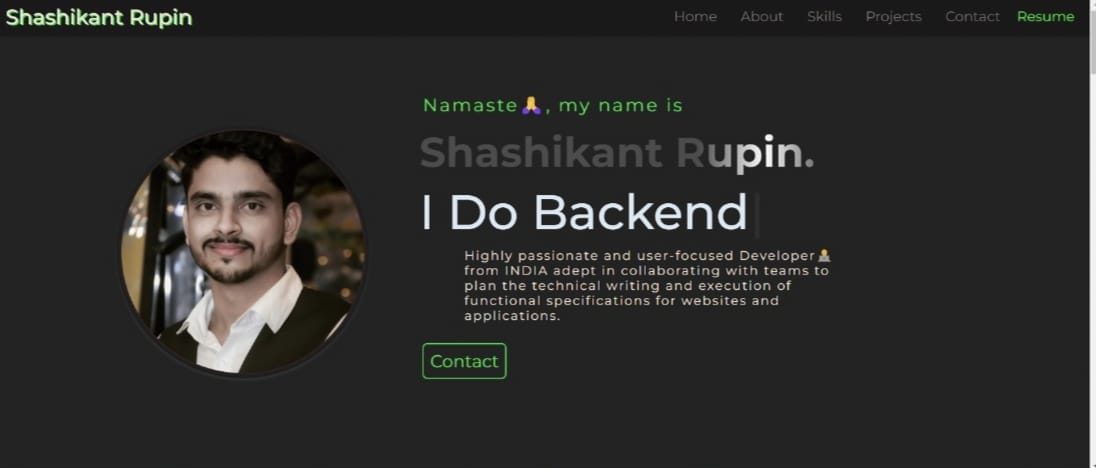 Shashikant Rupin
Home About Skills Projects Contact Resume
Namaste🙏, my name is
Shashikant Rupin.
I Do Backend
Highly passionate and user-focused Developer🧑‍💻
from INDIA adept in collaborating with teams to
plan the technical writing and execution of
functional specifications for websites and
applications.
Contact